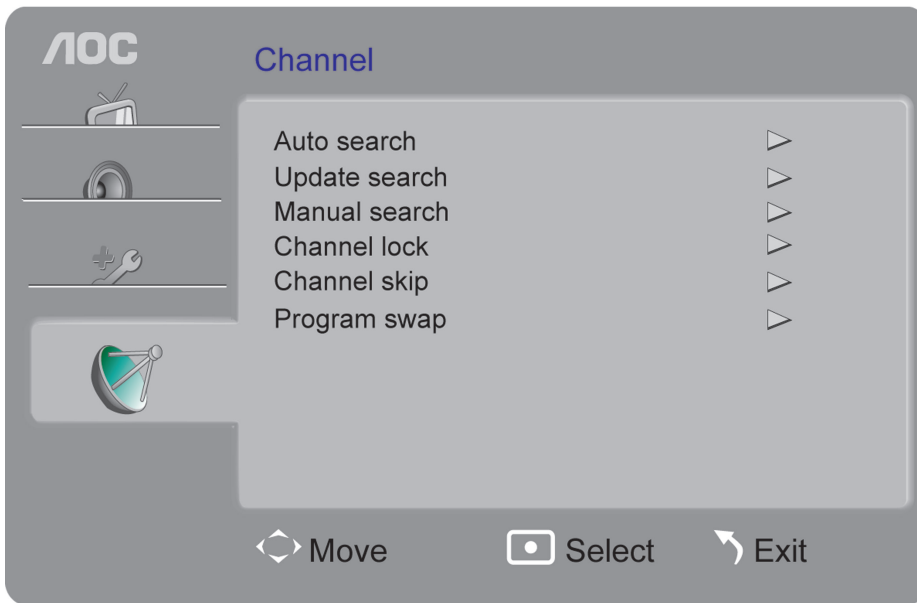 AOC
Channel
Auto search
Update search
Manual search
Channel lock
Channel skip
Program swap
Move Select Exit